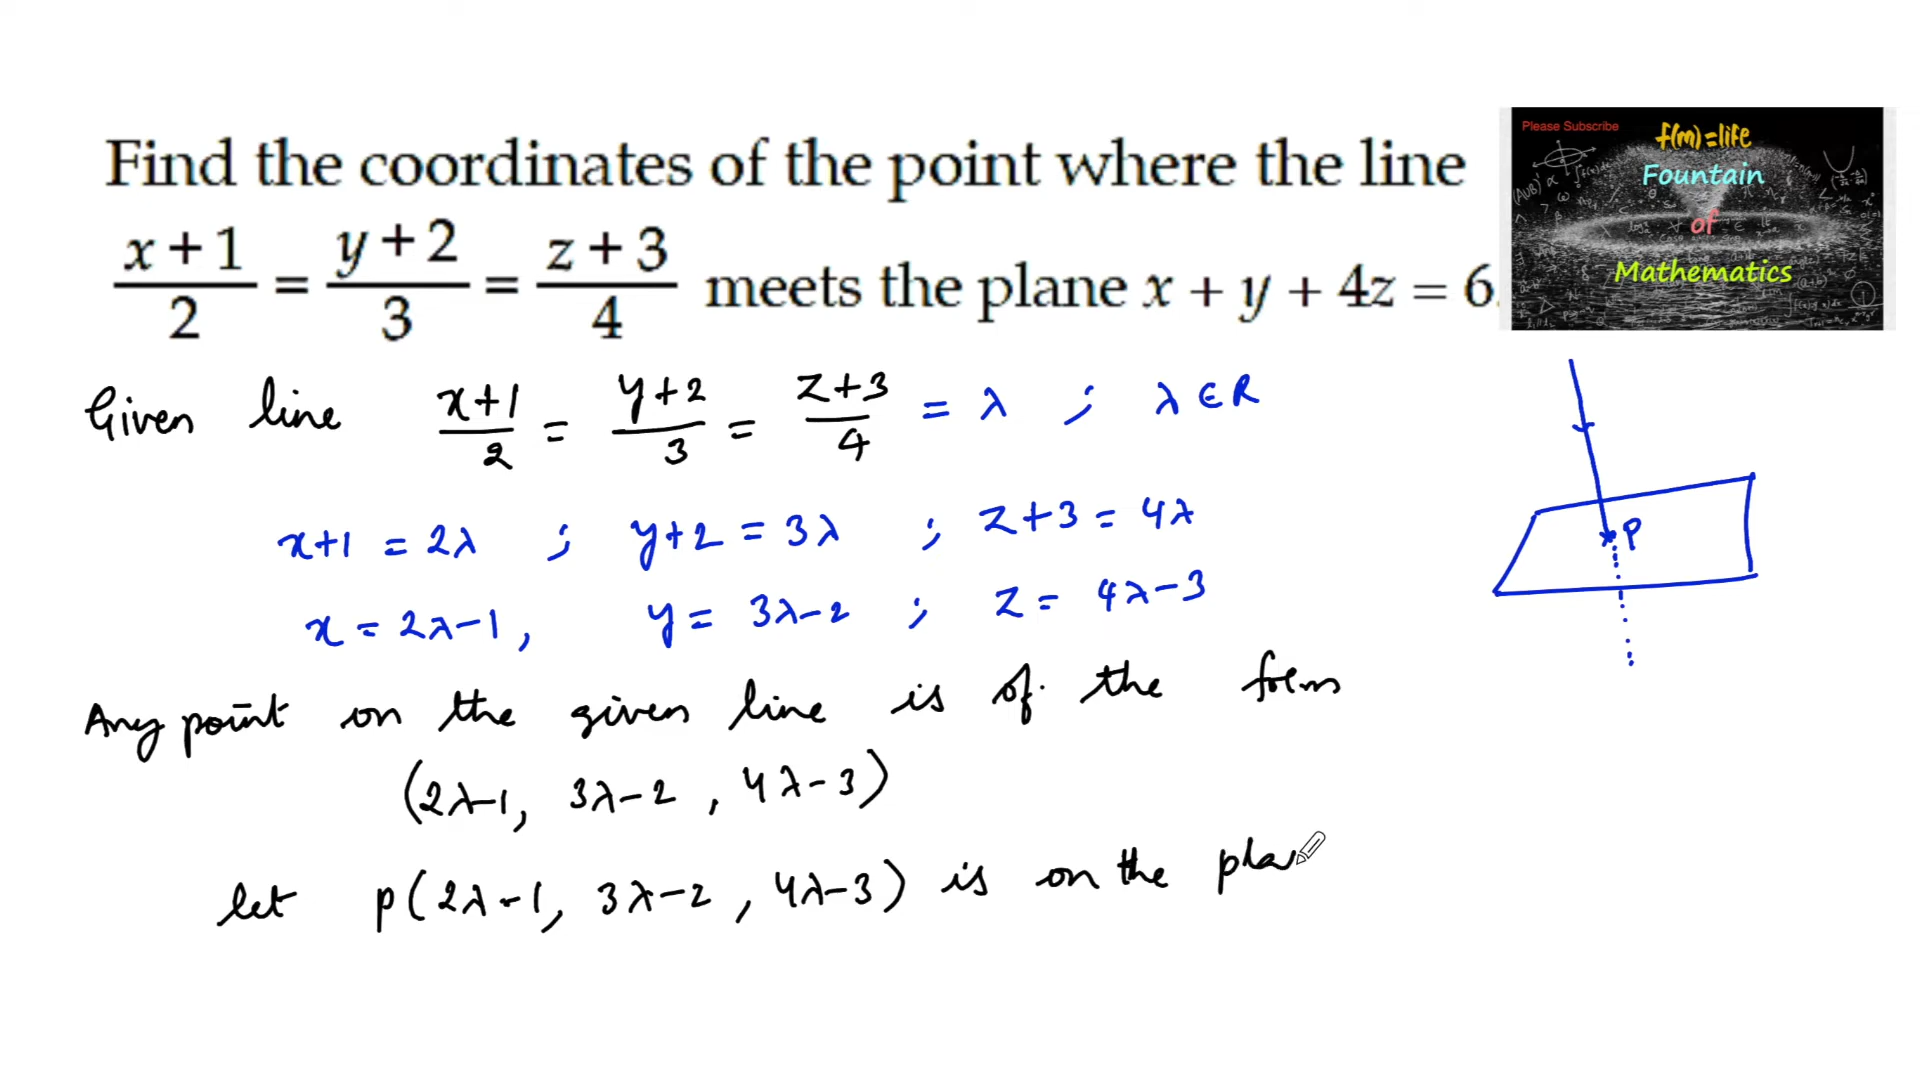 Find the coordinates of the point where the line
x+1/2 = y+2/3 = z+3/4 meets the plane x + y + 4z = 6.
Please Subscribe
f(m)=life
Fountain
of
Mathematics
Given line x+1/2 = y+2/3 = z+3/4 = λ ; λ∈R
x+1 = 2λ ; y+2 = 3λ ; z+3 = 4λ
x = 2λ-1, y = 3λ-2 ; z = 4λ-3
P
Any point on the given line is of the form
(2λ-1, 3λ-2, 4λ-3)
let p(2λ-1, 3λ-2, 4λ-3) is on the pla